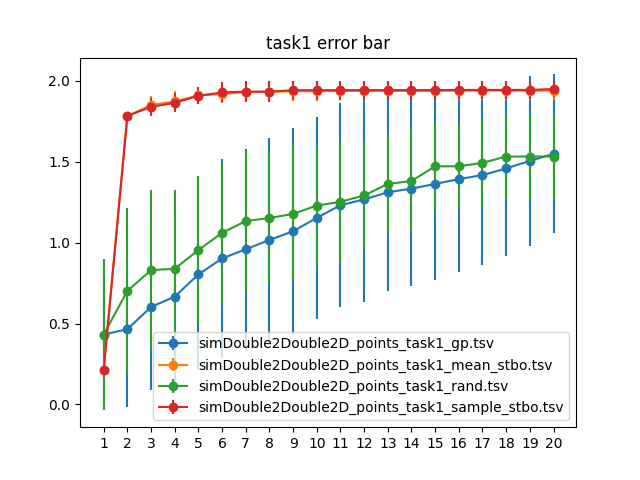 task1 error bar
2.0
1.5
1.0
0.5
0.0
simDouble2Double2D_points_task1_gp.tsv
simDouble2Double2D_points_task1_mean_stbo.tsv
simDouble2Double2D_points_task1_rand.tsv
simDouble2Double2D_points_task1_sample_stbo.tsv
1 2 3 4 5 6 7 8 9 10 11 12 13 14 15 16 17 18 19 20